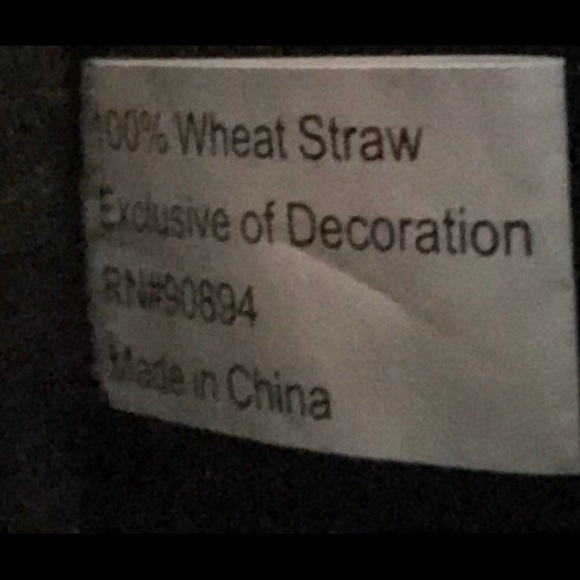 100% Wheat Straw
Exclusive of Decoration
RN#90894
Made in China